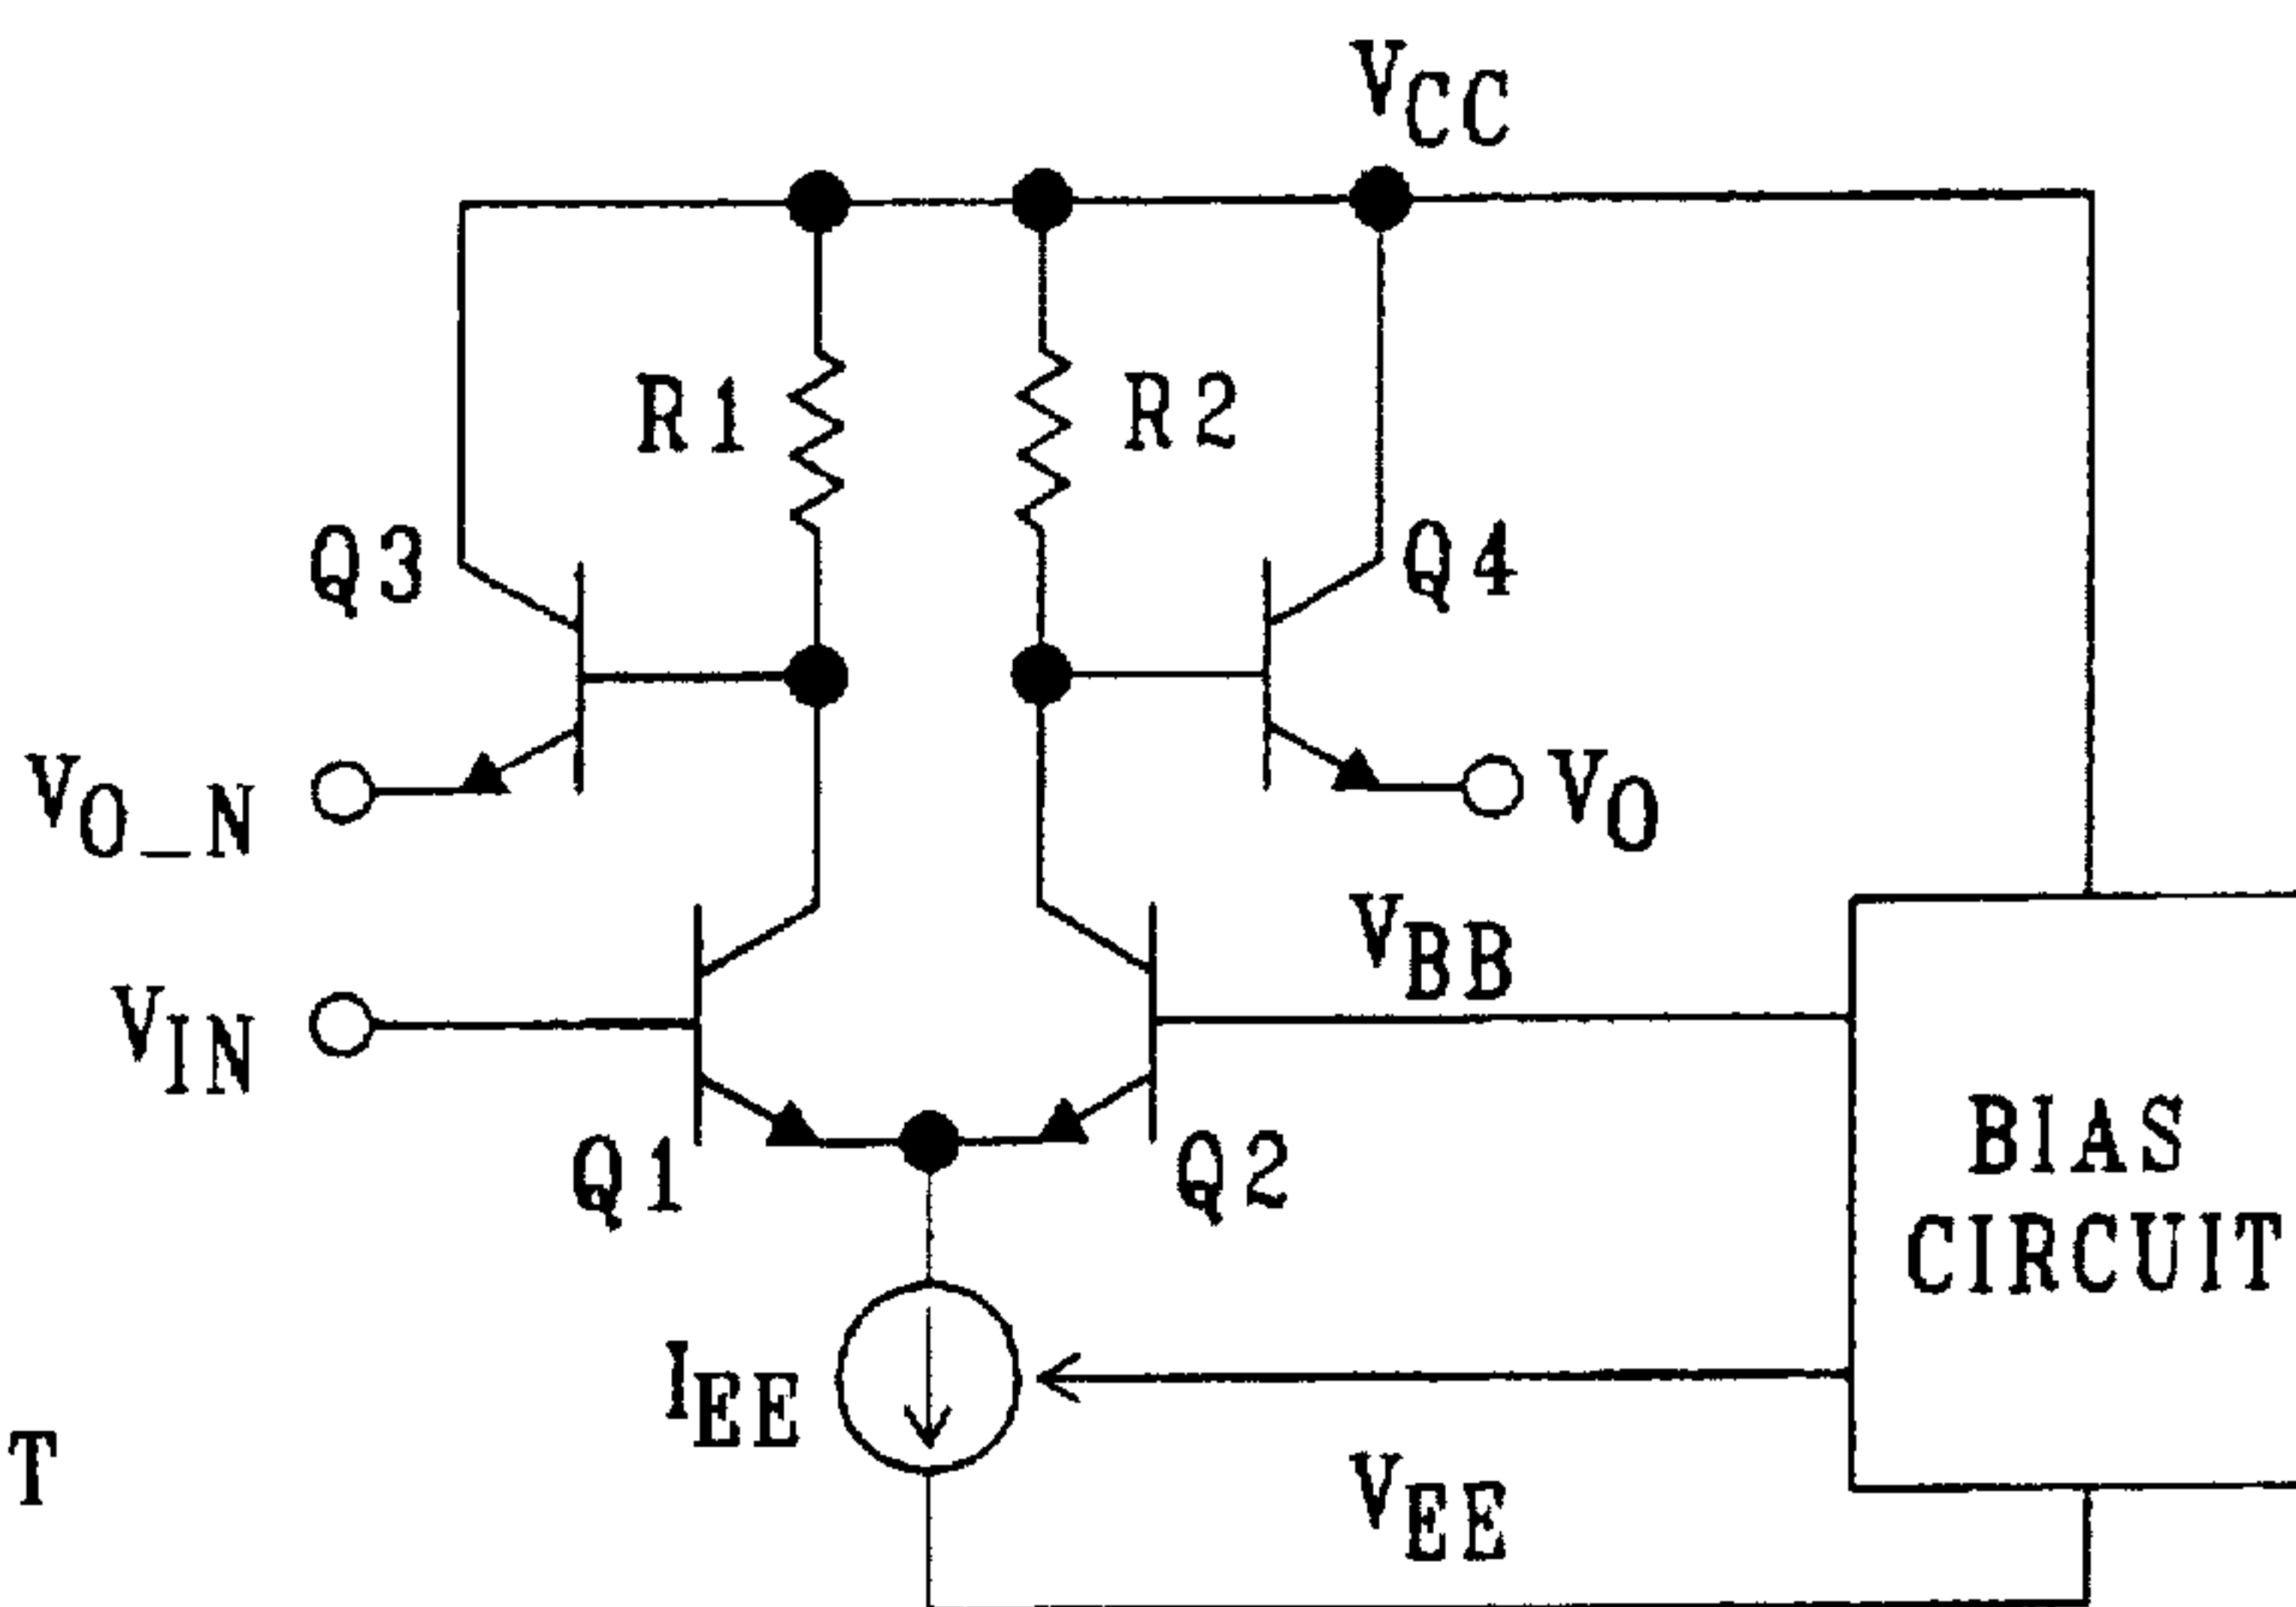 VCC
R1
R2
Q3
Q4
VO_N
VO
VBB
VIN
BIAS
CIRCUIT
Q1
Q2
IEE
T
VEE